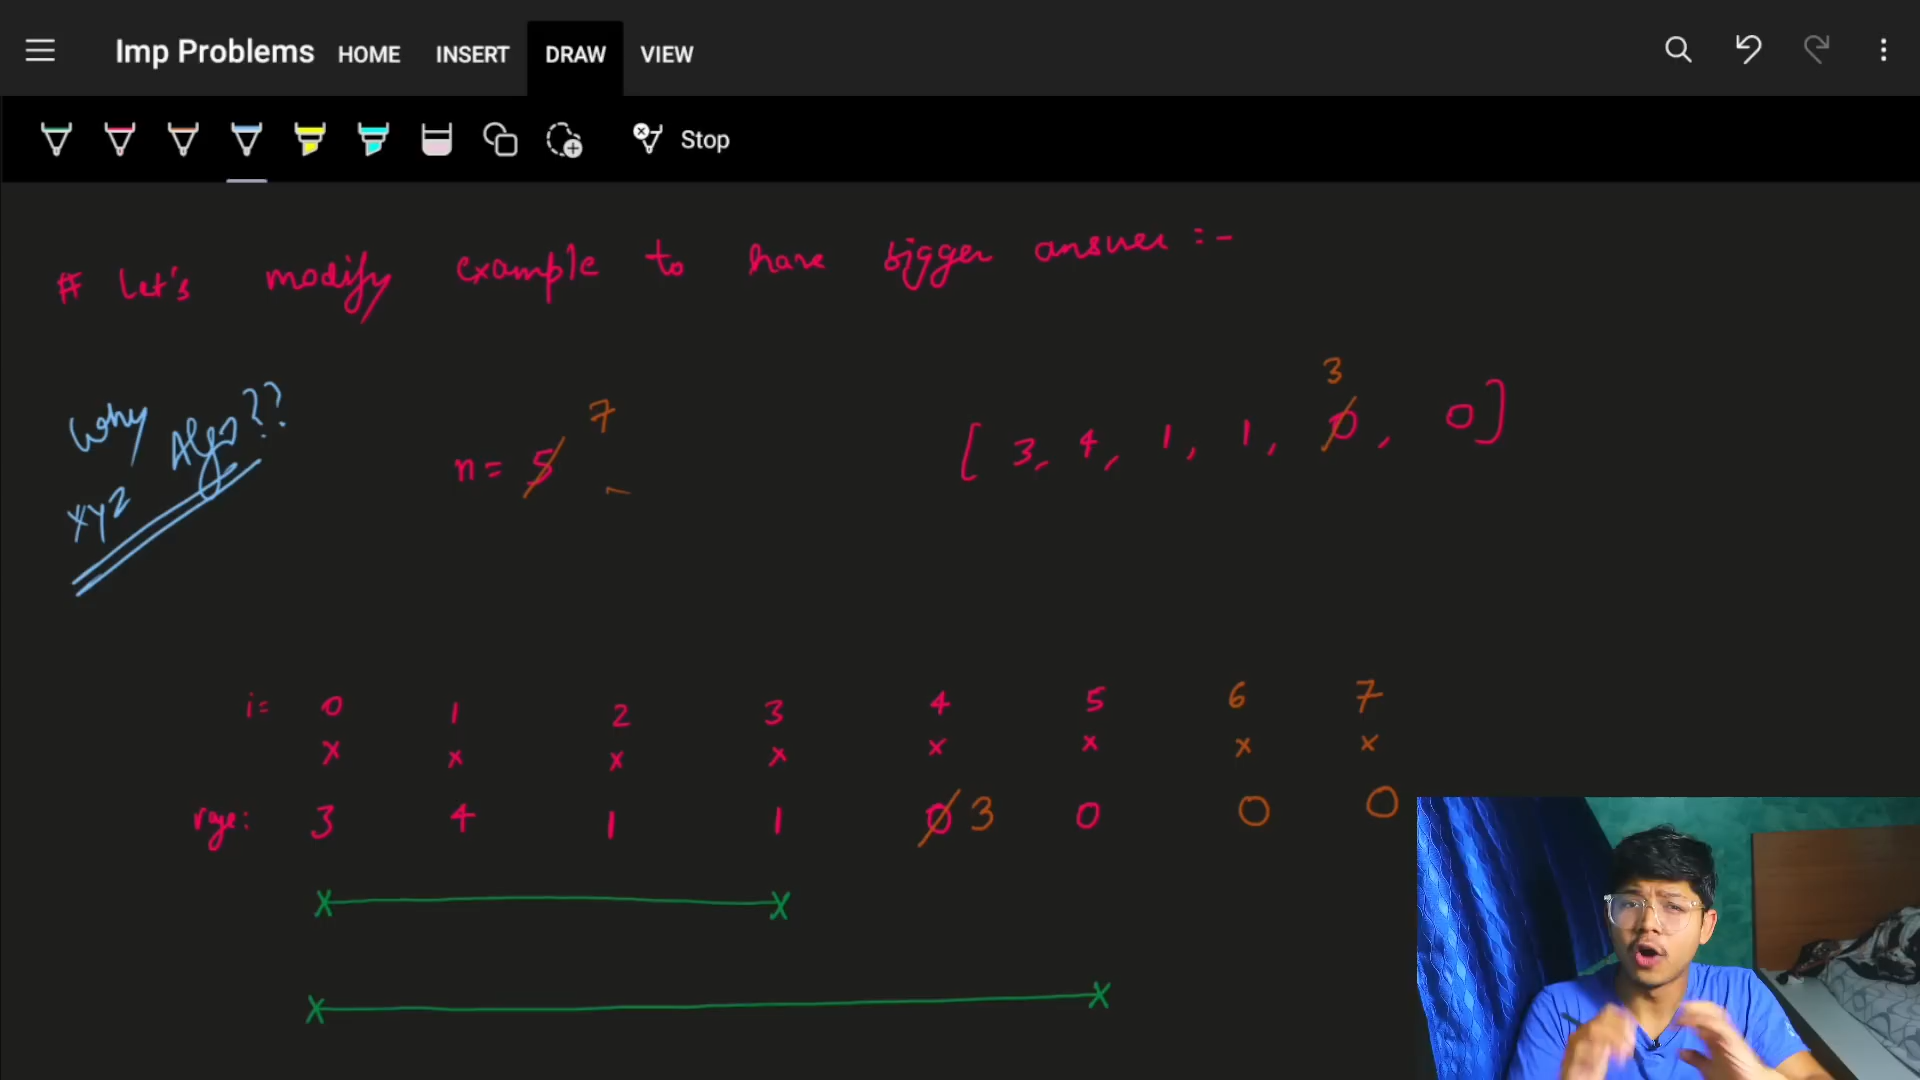 Imp Problems HOME INSERT DRAW VIEW
Stop
# Let's modify example to have bigger answer :-
Why Algo??
xyz
n = 5 7
3
[ 3, 4, 1, 1, 0, 0 ]
i = 0 1 2 3 4 5 6 7
x x x x x x x x
rage: 3 4 1 1 0 3 0 0 0
x x
x x